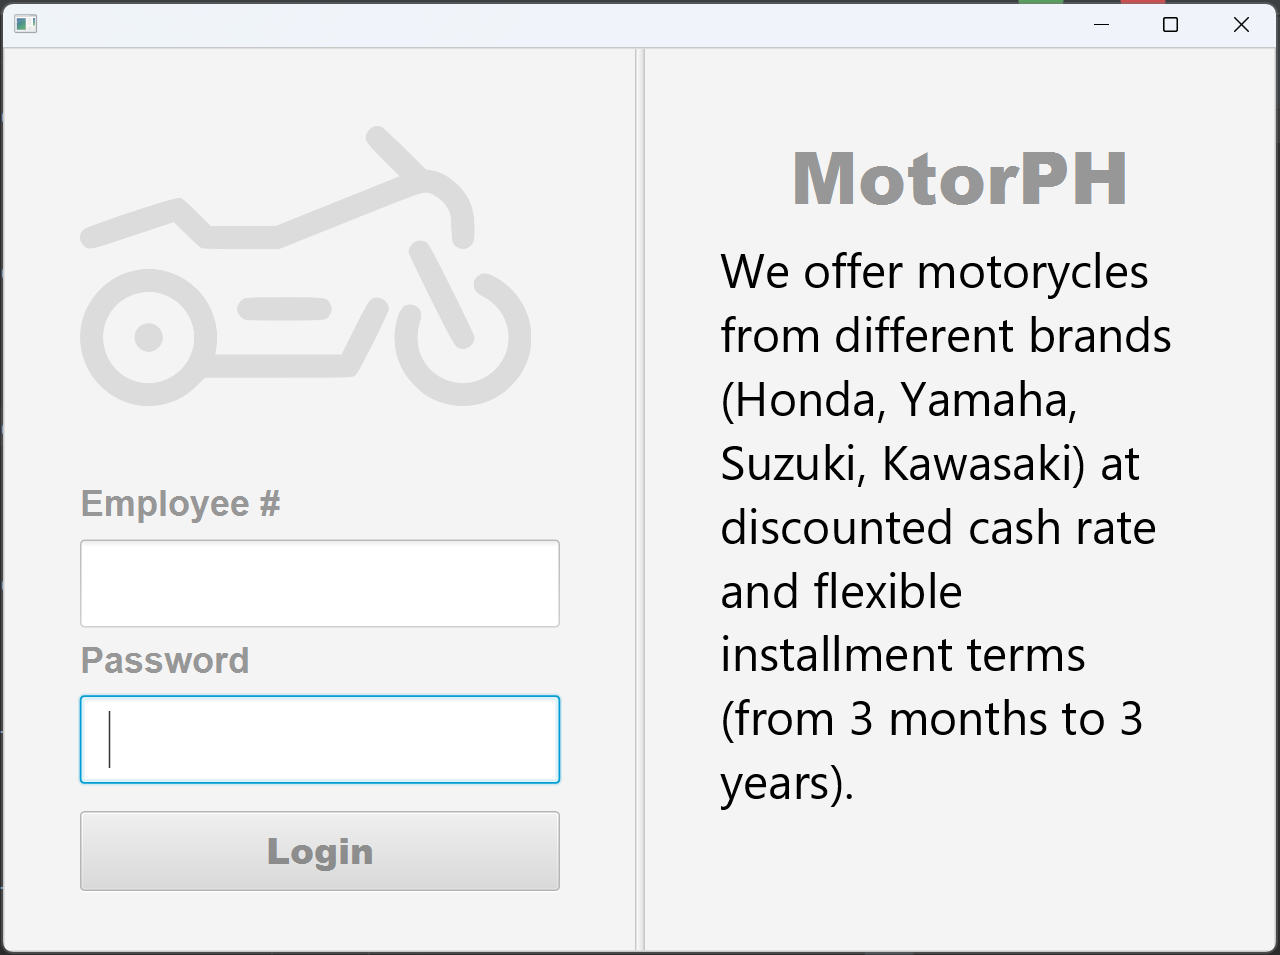 Employee #
Password
Login
MotorPH
We offer motorycles
from different brands
(Honda, Yamaha,
Suzuki, Kawasaki) at
discounted cash rate
and flexible
installment terms
(from 3 months to 3
years).